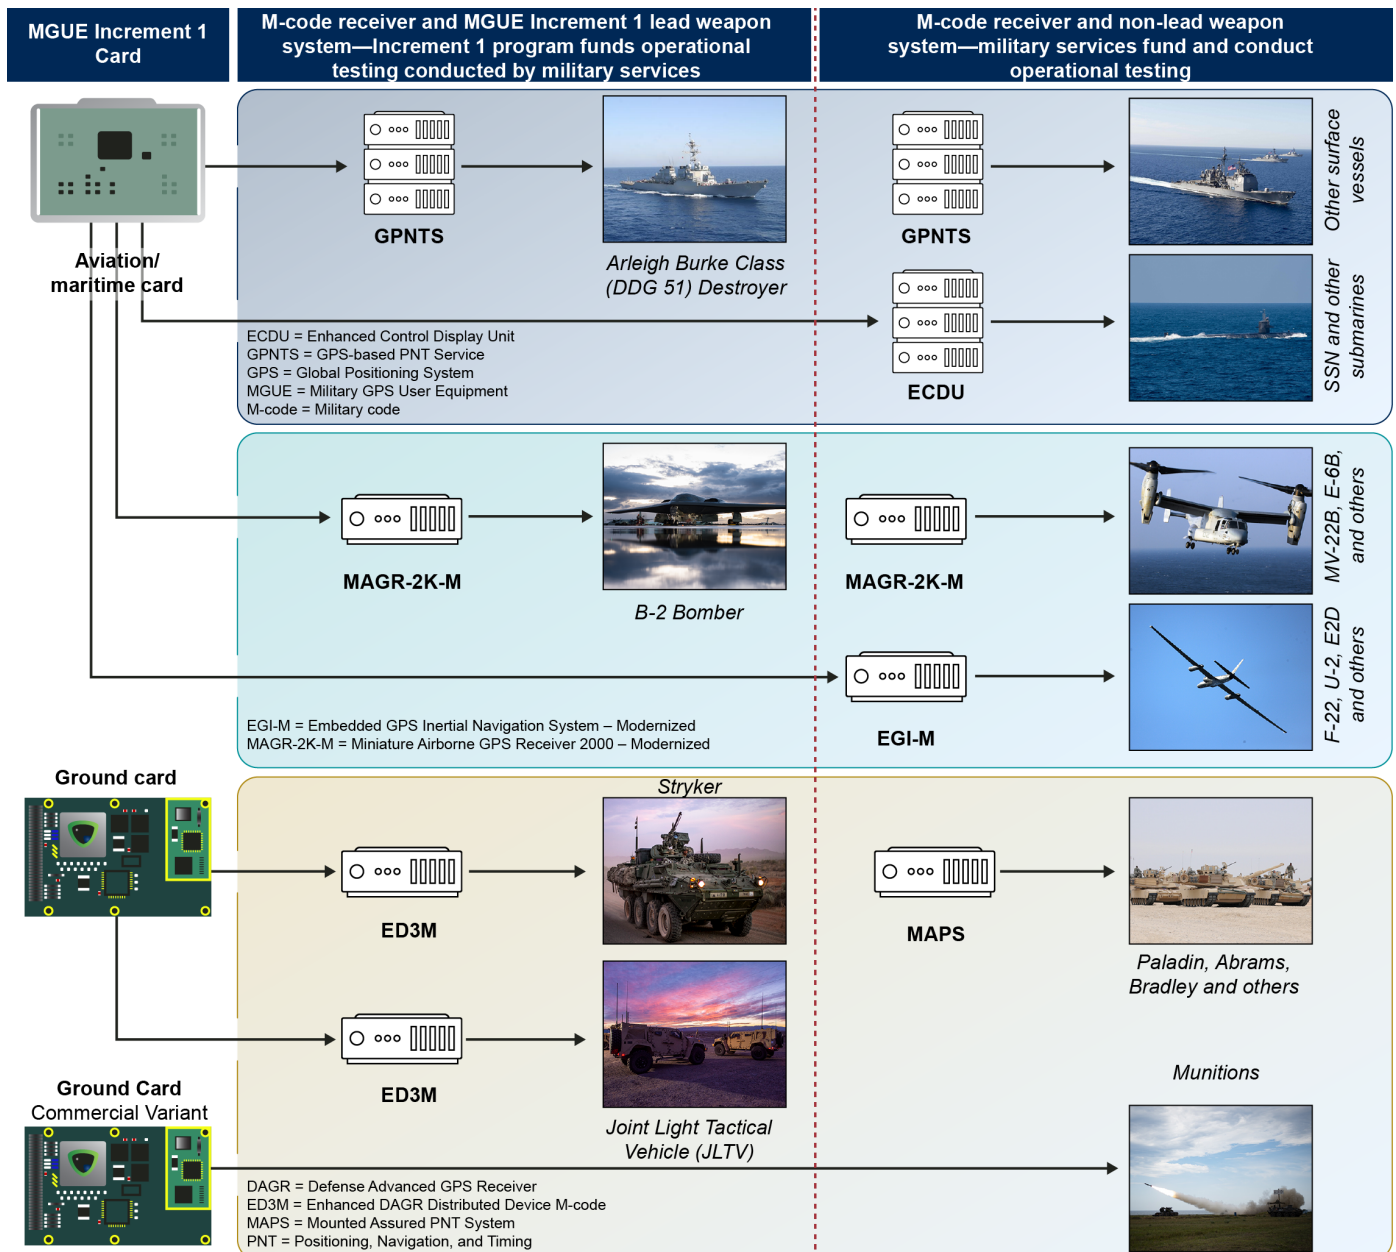 MGUE Increment 1
Card
M-code receiver and MGUE Increment 1 lead weapon
system—Increment 1 program funds operational
testing conducted by military services
M-code receiver and non-lead weapon
system—military services fund and conduct
operational testing
Aviation/
maritime card
GPNTS
Arleigh Burke Class
(DDG 51) Destroyer
GPNTS
Other surface
vessels
ECDU
SSN and other
submarines
ECDU = Enhanced Control Display Unit
GPNTS = GPS-based PNT Service
GPS = Global Positioning System
MGUE = Military GPS User Equipment
M-code = Military code
MAGR-2K-M
B-2 Bomber
MAGR-2K-M
MV-22B, E-6B,
and others
EGI-M
F-22, U-2, E2D
and others
EGI-M = Embedded GPS Inertial Navigation System – Modernized
MAGR-2K-M = Miniature Airborne GPS Receiver 2000 – Modernized
Ground card
Stryker
ED3M
MAPS
Paladin, Abrams,
Bradley and others
ED3M
Joint Light Tactical
Vehicle (JLTV)
Munitions
Ground Card
Commercial Variant
DAGR = Defense Advanced GPS Receiver
ED3M = Enhanced DAGR Distributed Device M-code
MAPS = Mounted Assured PNT System
PNT = Positioning, Navigation, and Timing